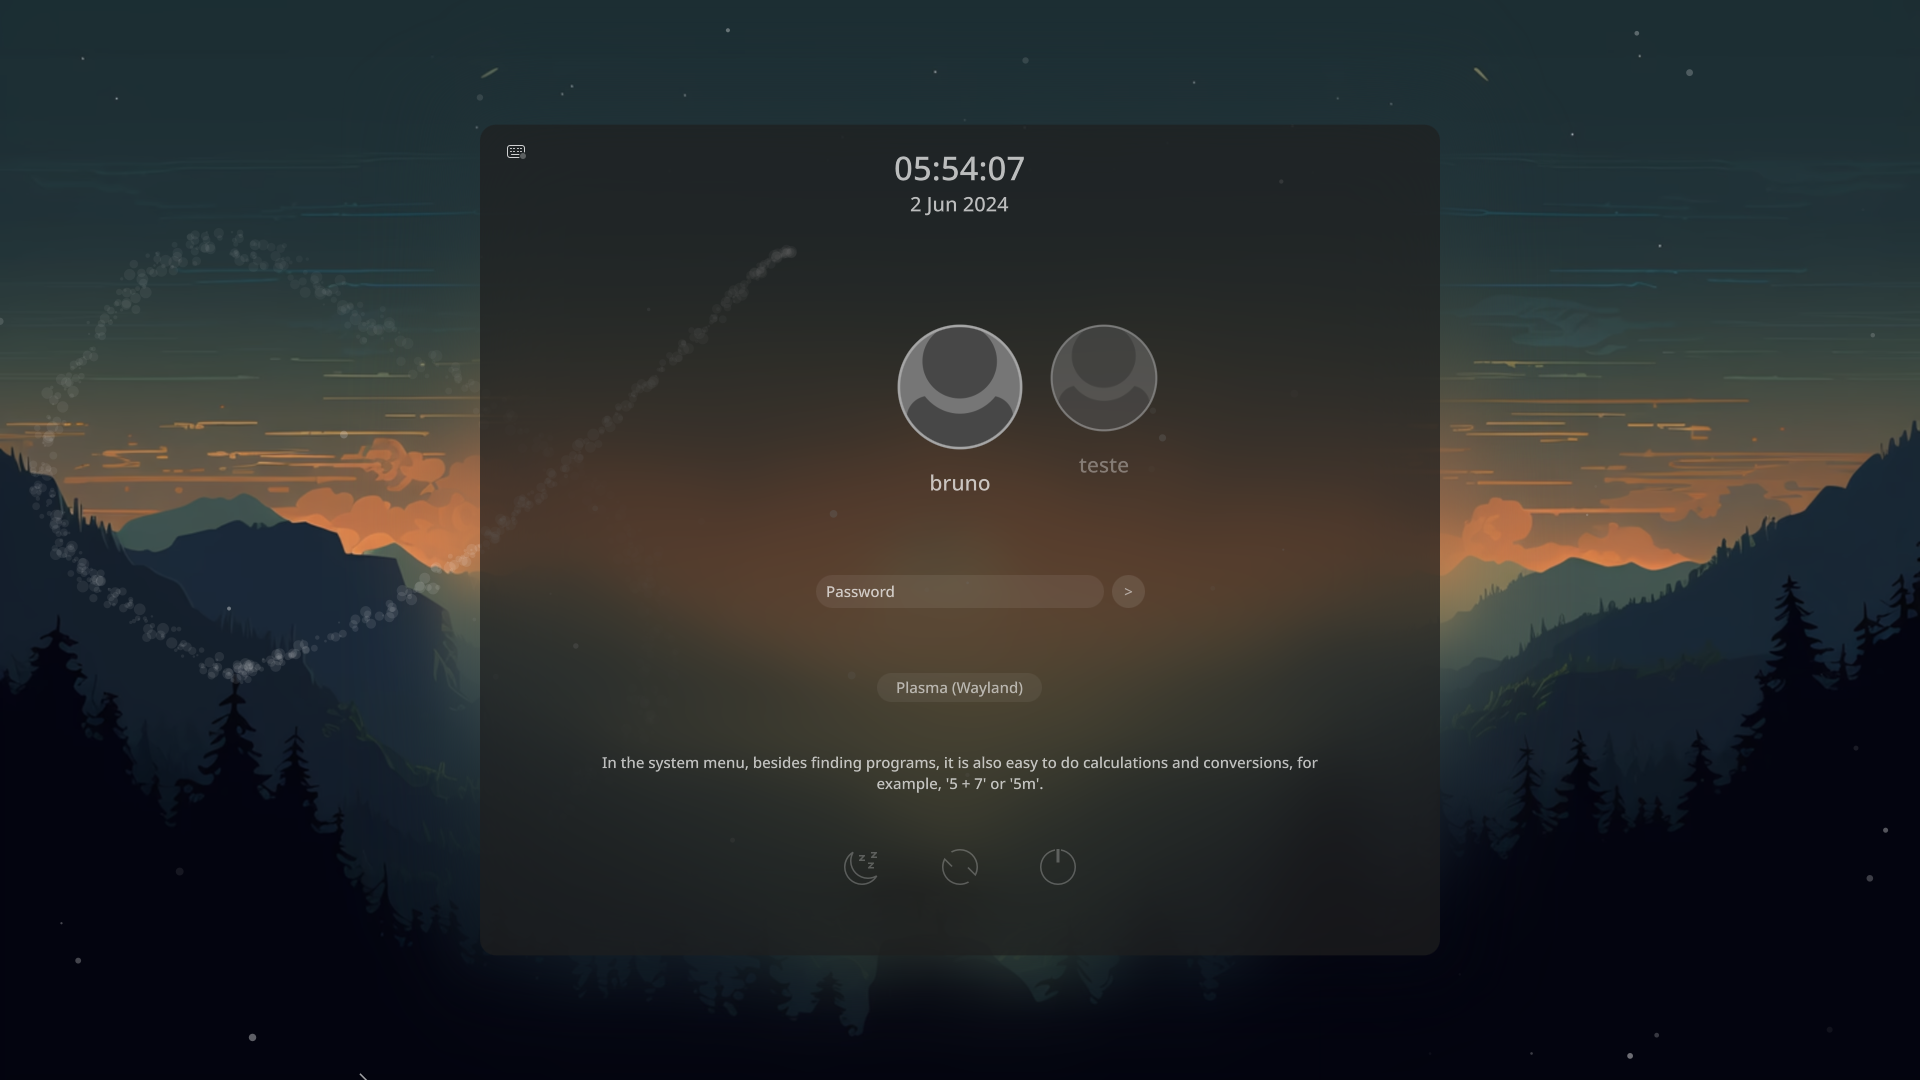 05:54:07
2 Jun 2024
bruno
teste
Password
>
Plasma (Wayland)
In the system menu, besides finding programs, it is also easy to do calculations and conversions, for
example, '5 + 7' or '5m'.
z z
z